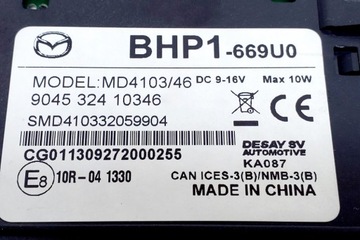 BHP1-669U0
MODEL:MD4103/46 DC 9-16V Max 10W
9045 324 10346
SMD410332059904
CG011309272000255
DESAY SV
AUTOMOTIVE
KA087
E8 10R-04 1330
CAN ICES-3(B)/NMB-3(B)
MADE IN CHINA